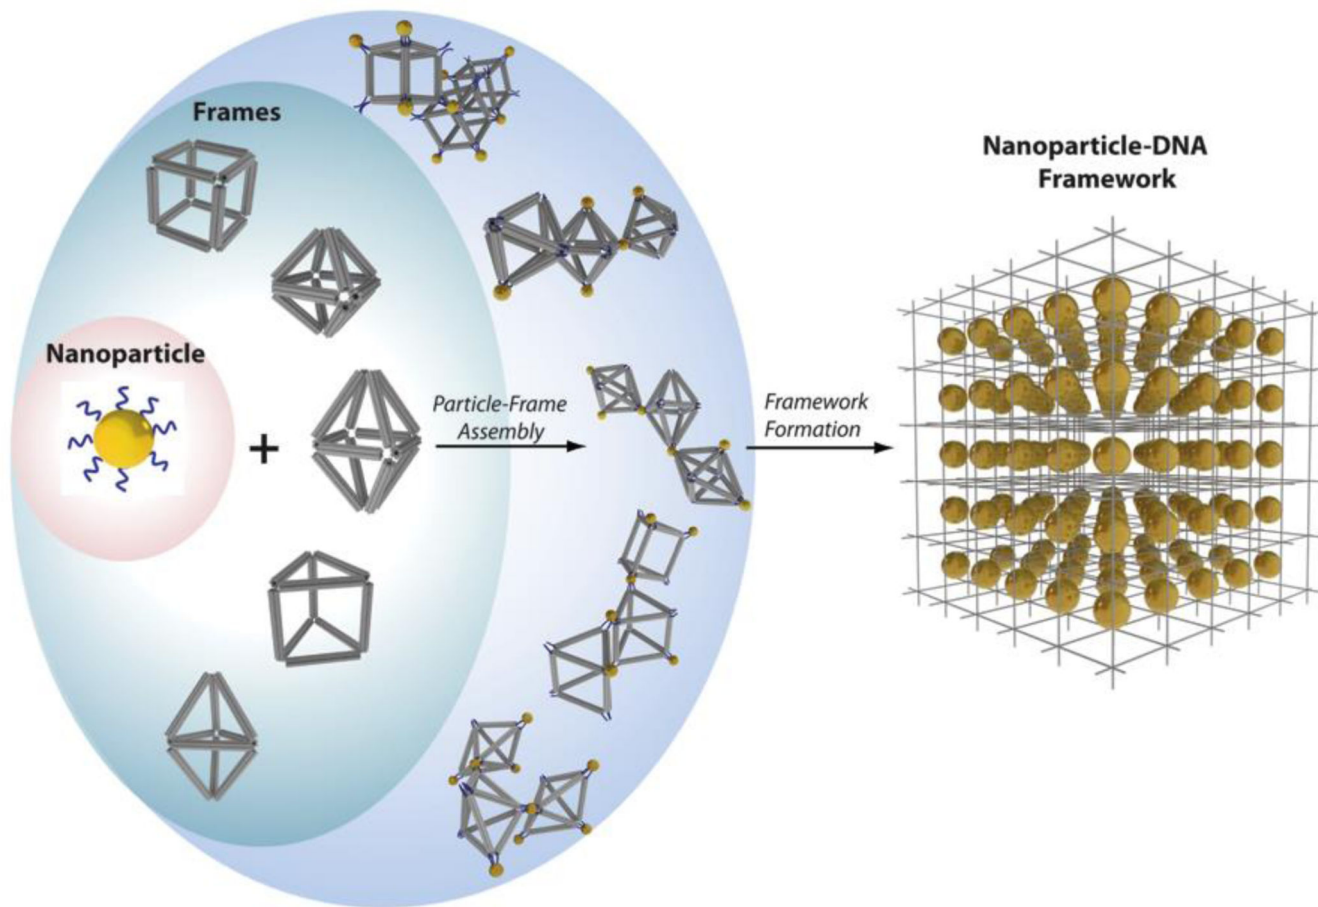 Frames
Nanoparticle
+
Particle-Frame
Assembly
Framework
Formation
Nanoparticle-DNA
Framework